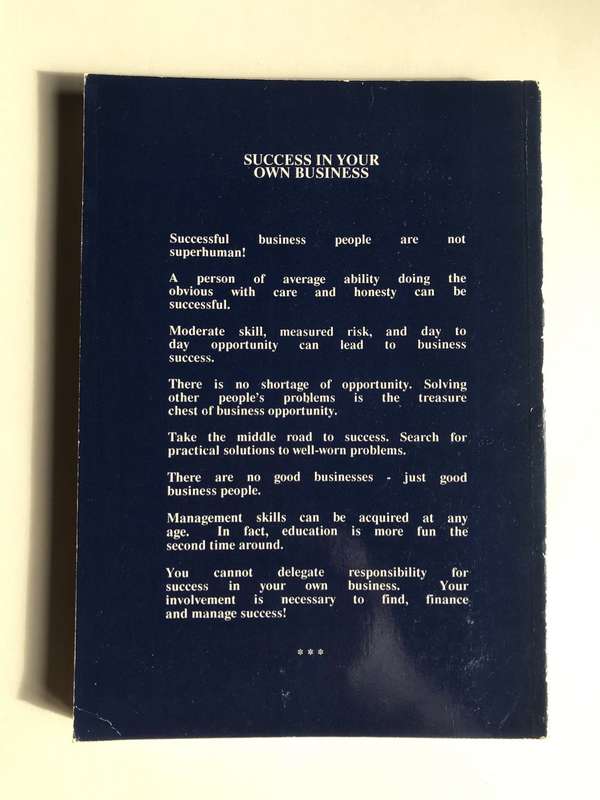 SUCCESS IN YOUR
OWN BUSINESS
Successful business people are not
superhuman!
A person of average ability doing the
obvious with care and honesty can be
successful.
Moderate skill, measured risk, and day to
day opportunity can lead to business
success.
There is no shortage of opportunity. Solving
other people's problems is the treasure
chest of business opportunity.
Take the middle road to success. Search for
practical solutions to well-worn problems.
There are no good businesses - just good
business people.
Management skills can be acquired at any
age. In fact, education is more fun the
second time around.
You cannot delegate responsibility for
success in your own business. Your
involvement is necessary to find, finance
and manage success!
* * *